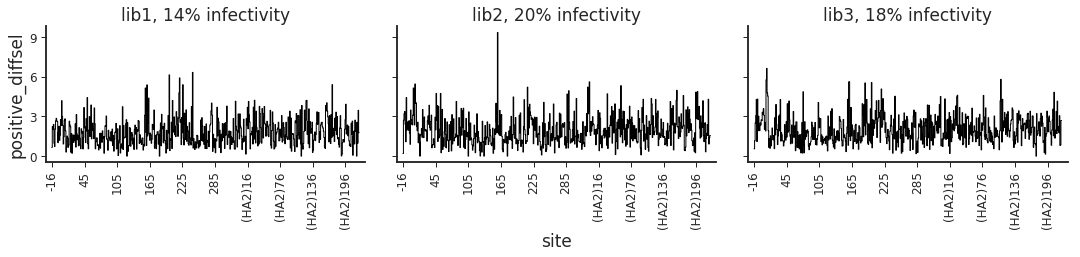 lib1, 14% infectivity
lib2, 20% infectivity
lib3, 18% infectivity
positive_diffsel
9
6
3
0
-16 45 105 165 225 285 (HA2)16 (HA2)76 (HA2)136 (HA2)196
-16 45 105 165 225 285 (HA2)16 (HA2)76 (HA2)136 (HA2)196
-16 45 105 165 225 285 (HA2)16 (HA2)76 (HA2)136 (HA2)196
site